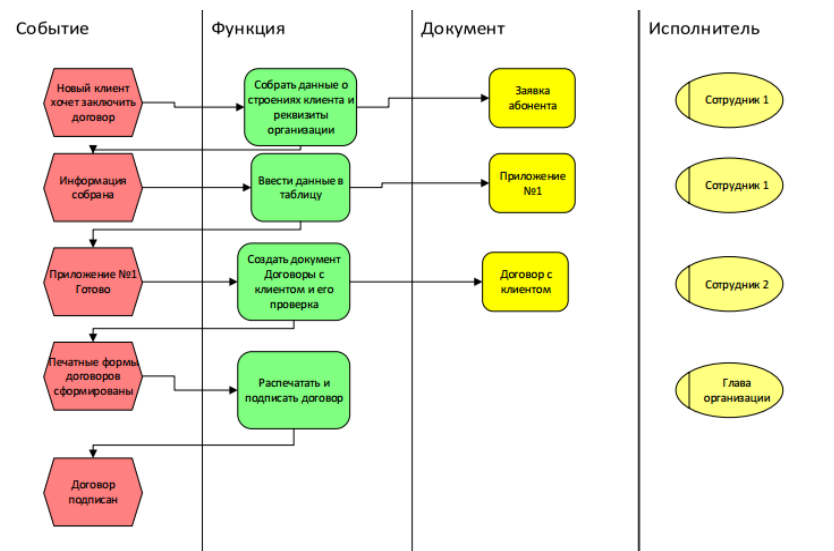 Событие
Функция
Документ
Исполнитель
Новый клиент
хочет заключить
договор
Собрать данные о
строениях клиента и
реквизиты
организации
Заявка
абонента
Сотрудник 1
Информация
собрана
Ввести данные в
таблицу
Приложение
№1
Сотрудник 1
Приложение №1
Готово
Создать документ
Договоры с
клиентом и его
проверка
Договор с
клиентом
Сотрудник 2
Печатные формы
договоров
сформированы
Распечатать и
подписать договор
Глава
организации
Договор
подписан